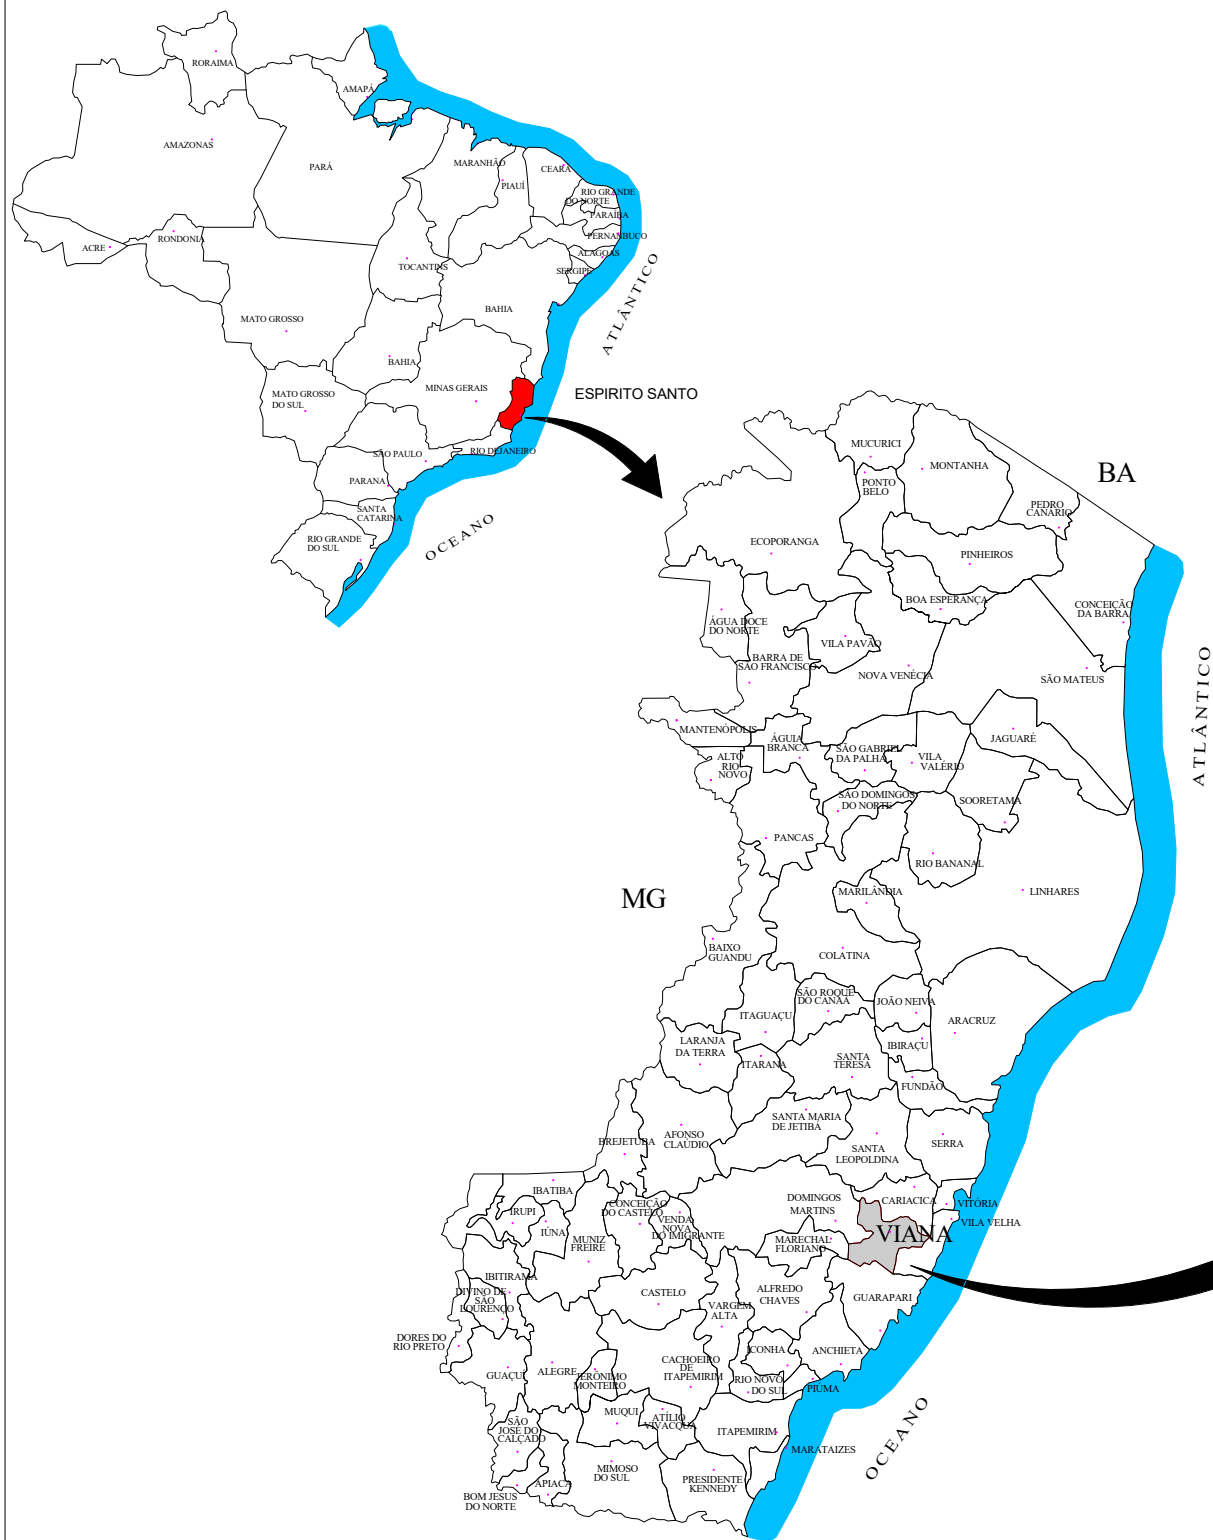 RORAIMA
AMAPÁ
AMAZONAS
PARÁ
MARANHÃO
CEARÁ
PIAUÍ
RIO GRANDE
DO NORTE
PARAÍBA
PERNAMBUCO
ALAGOAS
SERGIPE
ACRE
RONDONIA
TOCANTINS
BAHIA
MATO GROSSO
BAHIA
MINAS GERAIS
MATO GROSSO
DO SUL
SÃO PAULO
RIO DEJANEIRO
PARANA
SANTA
CATARINA
RIO GRANDE
DO SUL
OCEANO
ATLÂNTICO
ESPIRITO SANTO
BA
MG
OCEANO
ATLÂNTICO
MUCURICI
MONTANHA
PONTO
BELO
PEDRO
CANARIO
ECOPORANGA
PINHEIROS
BOA ESPERANÇA
CONCEIÇÃO
DA BARRA
ÁGUA DOCE
DO NORTE
VILA PAVÃO
BARRA DE
SÃO FRANCISCO
NOVA VENÉCIA
SÃO MATEUS
MANTENÓPOLIS
ÁGUIA
BRANCA
SÃO GABRIEL
DA PALHA
VILA
VALÉRIO
JAGUARÉ
ALTO
RIO
NOVO
SÃO DOMINGOS
DO NORTE
SOORETAMA
PANCAS
RIO BANANAL
MARILÂNDIA
LINHARES
BAIXO
GUANDU
COLATINA
SÃO ROQUE
DO CANAÃ
JOÃO NEIVA
ITAGUAÇU
ARACRUZ
LARANJA
DA TERRA
ITARANA
SANTA
TERESA
IBIRAÇU
FUNDÃO
SANTA MARIA
DE JETIBÁ
AFONSO
CLAÚDIO
BREJETUBA
SANTA
LEOPOLDINA
SERRA
IBATIBA
CONCEIÇÃO
DO CASTELO
DOMINGOS
MARTINS
CARIACICA
VITÓRIA
VILA VELHA
IRUPI
IÚNA
MUNIZ
FREIRE
VENDA
NOVA
DO IMIGRANTE
MARECHAL
FLORIANO
VIANA
IBITIRAMA
DIVINO DE
SÃO
LOURENÇO
CASTELO
VARGEM
ALTA
ALFREDO
CHAVES
GUARAPARI
DORES DO
RIO PRETO
GUAÇUÍ
ALEGRE
JERÔNIMO
MONTEIRO
CACHOEIRO
DE
ITAPEMIRIM
ICONHA
ANCHIETA
RIO NOVO
DO SUL
PIUMA
SÃO
JOSÉ DO
CALÇADO
MUQUI
ATÍLIO
VIVACQUA
ITAPEMIRIM
MARATAIZES
MIMOSO
DO SUL
PRESIDENTE
KENNEDY
APIACÁ
BOM JESUS
DO NORTE